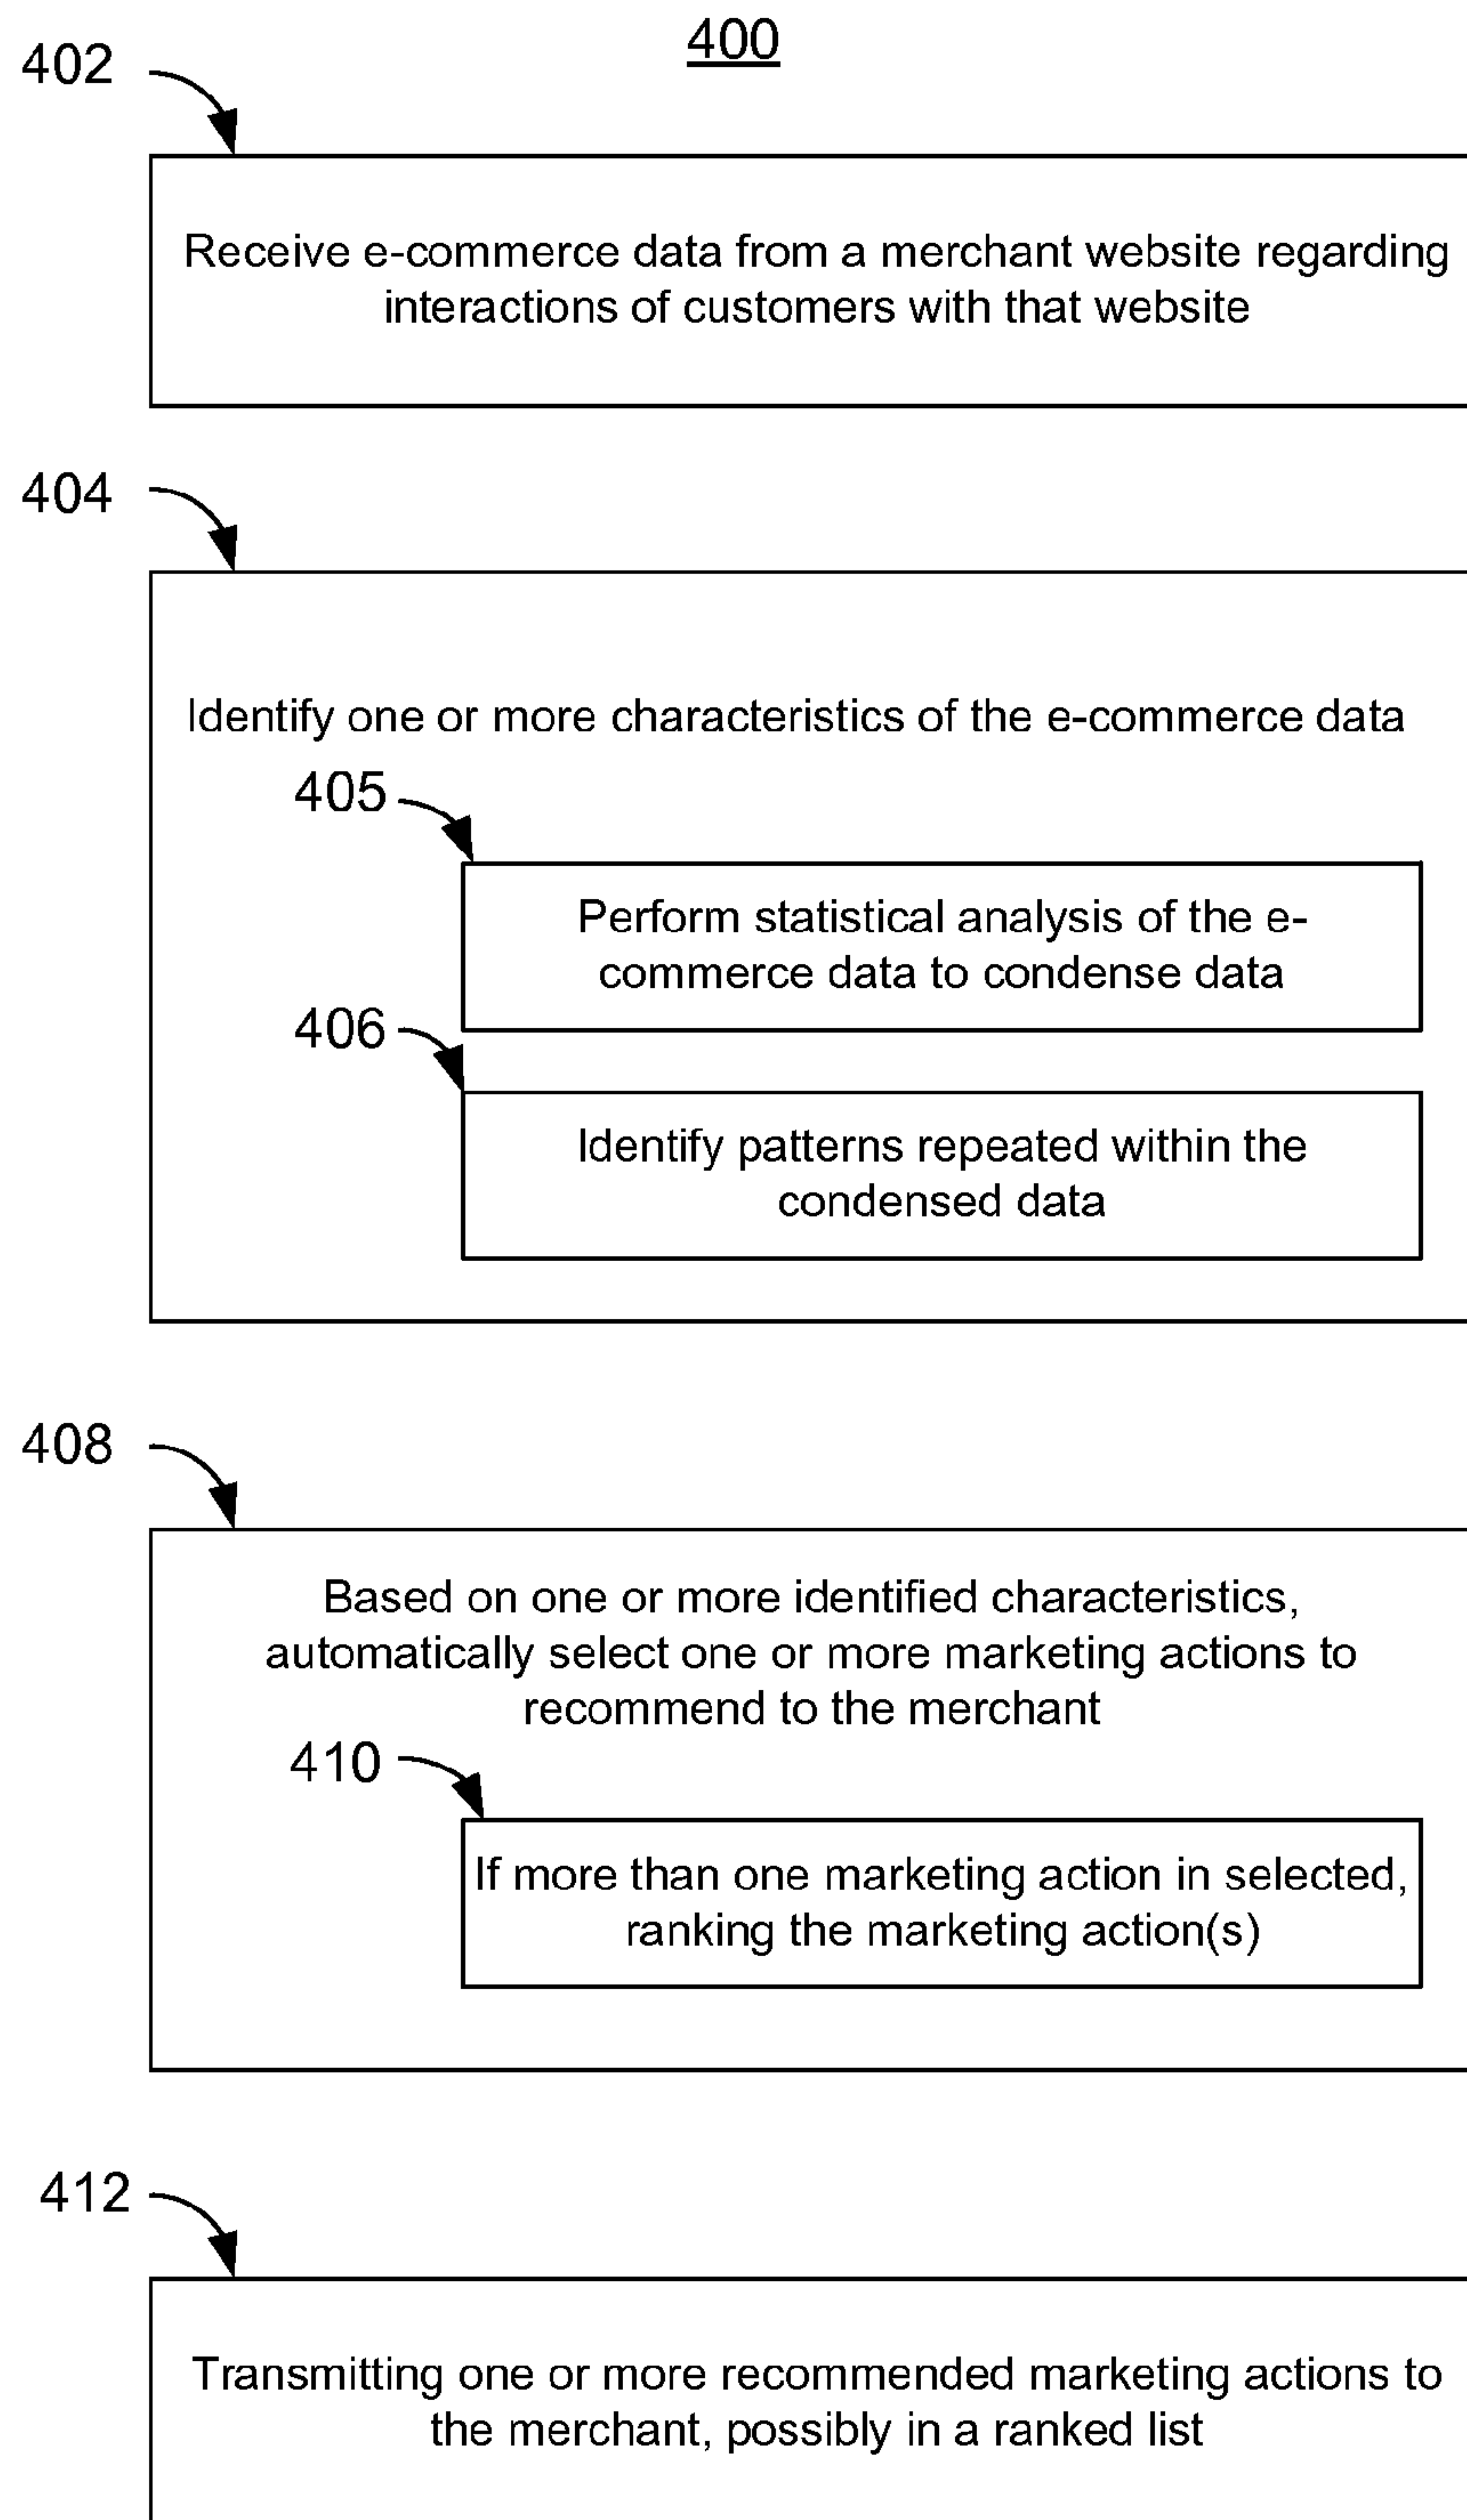 400
402
Receive e-commerce data from a merchant website regarding
interactions of customers with that website
404
Identify one or more characteristics of the e-commerce data
405
Perform statistical analysis of the e-
commerce data to condense data
406
Identify patterns repeated within the
condensed data
408
Based on one or more identified characteristics,
automatically select one or more marketing actions to
recommend to the merchant
410
If more than one marketing action in selected,
ranking the marketing action(s)
412
Transmitting one or more recommended marketing actions to
the merchant, possibly in a ranked list